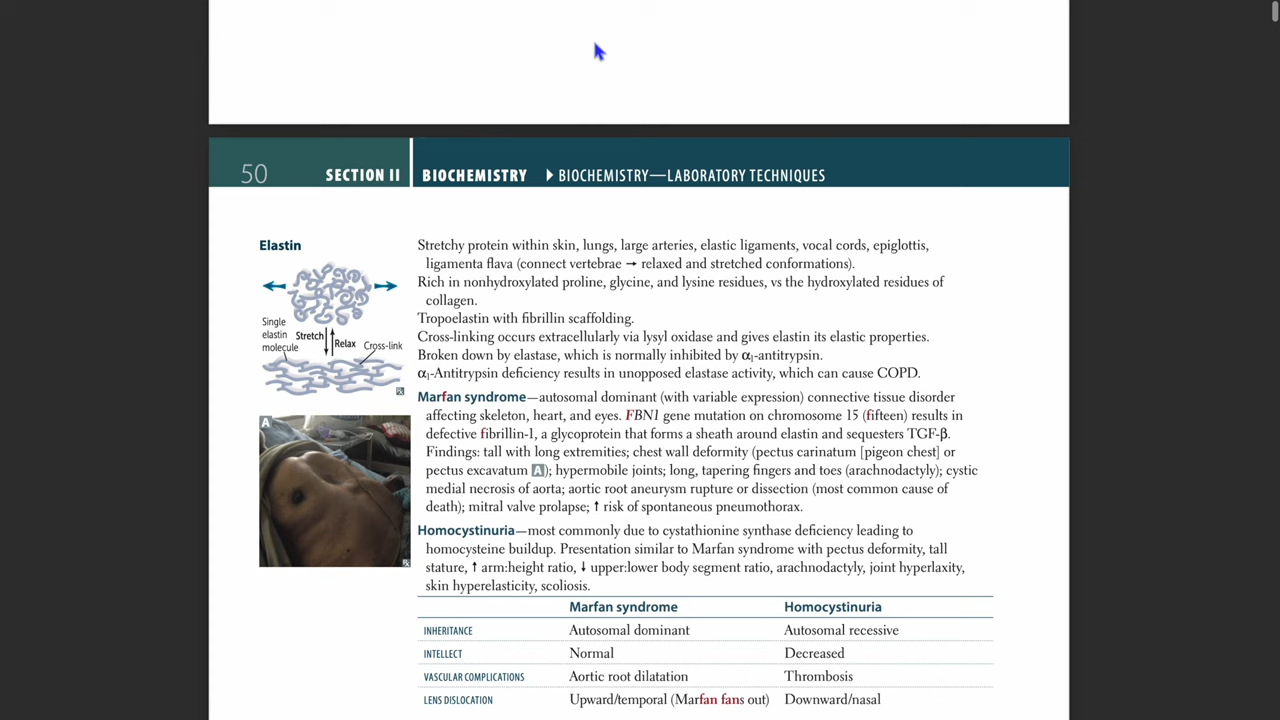 50 SECTION II BIOCHEMISTRY ▶ BIOCHEMISTRY—LABORATORY TECHNIQUES
Elastin
Single
elastin
molecule
Stretch
Relax
Cross-link
A
Stretchy protein within skin, lungs, large arteries, elastic ligaments, vocal cords, epiglottis,
ligamenta flava (connect vertebrae → relaxed and stretched conformations).
Rich in nonhydroxylated proline, glycine, and lysine residues, vs the hydroxylated residues of
collagen.
Tropoelastin with fibrillin scaffolding.
Cross-linking occurs extracellularly via lysyl oxidase and gives elastin its elastic properties.
Broken down by elastase, which is normally inhibited by α₁-antitrypsin.
α₁-Antitrypsin deficiency results in unopposed elastase activity, which can cause COPD.
Marfan syndrome—autosomal dominant (with variable expression) connective tissue disorder
affecting skeleton, heart, and eyes. FBN1 gene mutation on chromosome 15 (fifteen) results in
defective fibrillin-1, a glycoprotein that forms a sheath around elastin and sequesters TGF-β.
Findings: tall with long extremities; chest wall deformity (pectus carinatum [pigeon chest] or
pectus excavatum A); hypermobile joints; long, tapering fingers and toes (arachnodactyly); cystic
medial necrosis of aorta; aortic root aneurysm rupture or dissection (most common cause of
death); mitral valve prolapse; ↑ risk of spontaneous pneumothorax.
Homocystinuria—most commonly due to cystathionine synthase deficiency leading to
homocysteine buildup. Presentation similar to Marfan syndrome with pectus deformity, tall
stature, ↑ arm:height ratio, ↓ upper:lower body segment ratio, arachnodactyly, joint hyperlaxity,
skin hyperelasticity, scoliosis.
Marfan syndrome Homocystinuria
INHERITANCE Autosomal dominant Autosomal recessive
INTELLECT Normal Decreased
VASCULAR COMPLICATIONS Aortic root dilatation Thrombosis
LENS DISLOCATION Upward/temporal (Marfan fans out) Downward/nasal